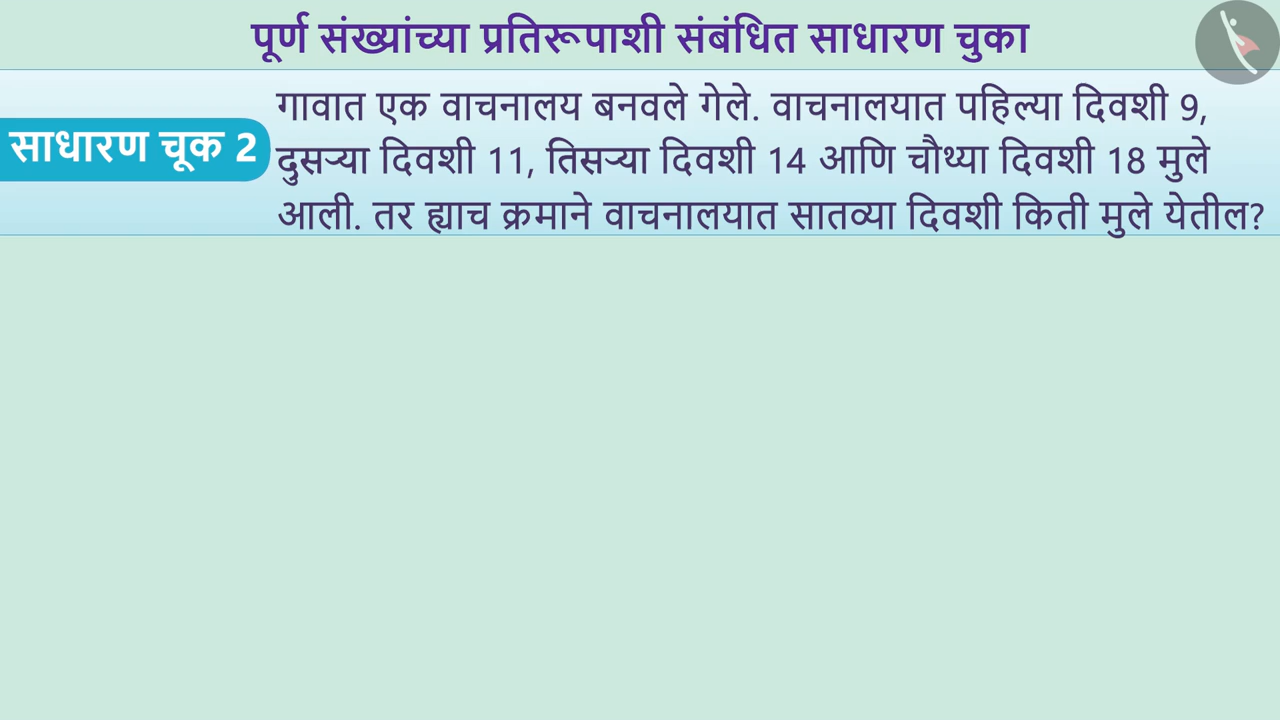 पूर्ण संख्यांच्या प्रतिरूपाशी संबंधित साधारण चुका
साधारण चूक 2
गावात एक वाचनालय बनवले गेले. वाचनालयात पहिल्या दिवशी 9,
दुसऱ्या दिवशी 11, तिसऱ्या दिवशी 14 आणि चौथ्या दिवशी 18 मुले
आली. तर ह्याच क्रमाने वाचनालयात सातव्या दिवशी किती मुले येतील?